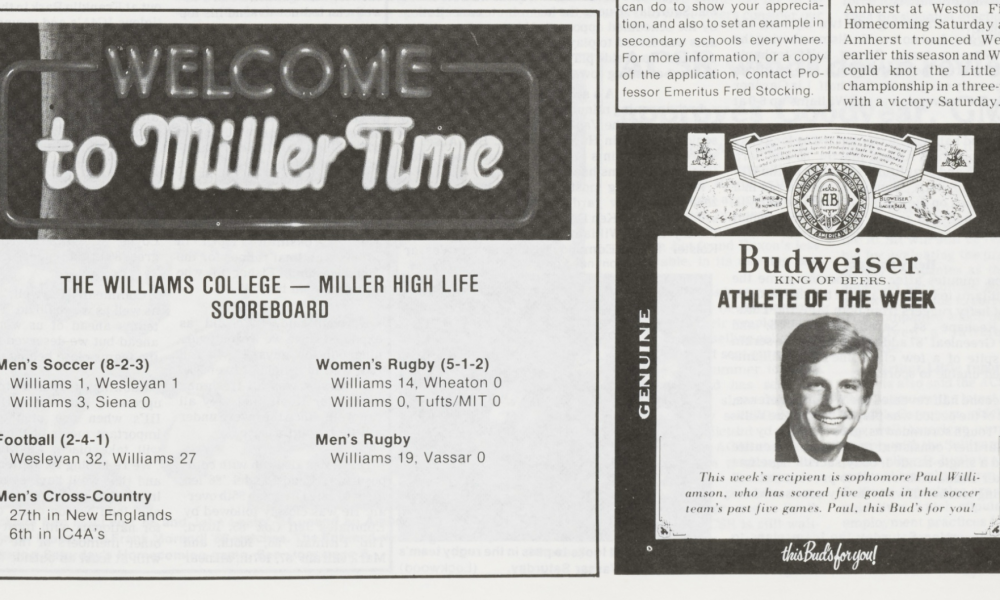 WELCOME
to Miller Time
THE WILLIAMS COLLEGE — MILLER HIGH LIFE
SCOREBOARD
Men's Soccer (8-2-3)
Williams 1, Wesleyan 1
Williams 3, Siena 0
Football (2-4-1)
Wesleyan 32, Williams 27
Men's Cross-Country
27th in New Englands
6th in IC4A's
Women's Rugby (5-1-2)
Williams 14, Wheaton 0
Williams 0, Tufts/MIT 0
Men's Rugby
Williams 19, Vassar 0
can do to show your apprecia-
tion, and also to set an example in
secondary schools everywhere.
For more information, or a copy
of the application, contact Pro-
fessor Emeritus Fred Stocking.
Amherst at Weston Fi
Homecoming Saturday a
Amherst trounced We
earlier this season and W
could knot the Little
championship in a three-
with a victory Saturday.
AB
AMERICA
Budweiser
KING OF BEERS
ATHLETE OF THE WEEK
GENUINE
This week's recipient is sophomore Paul Willi-
amson, who has scored five goals in the soccer
team's past five games. Paul, this Bud's for you!
this Bud's for you!